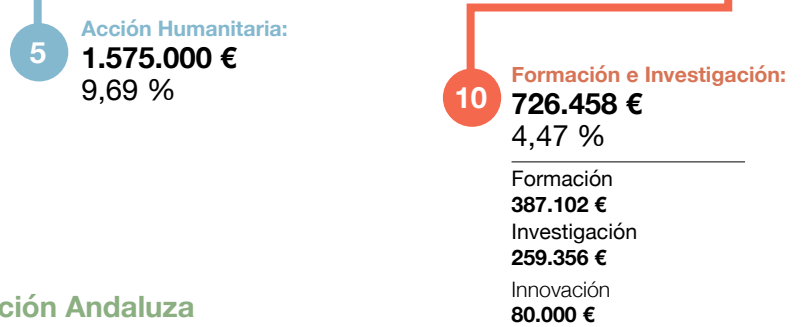 5
Acción Humanitaria:
1.575.000 €
9,69 %
10
Formación e Investigación:
726.458 €
4,47 %
Formación
387.102 €
Investigación
259.356 €
Innovación
80.000 €
ción Andaluza